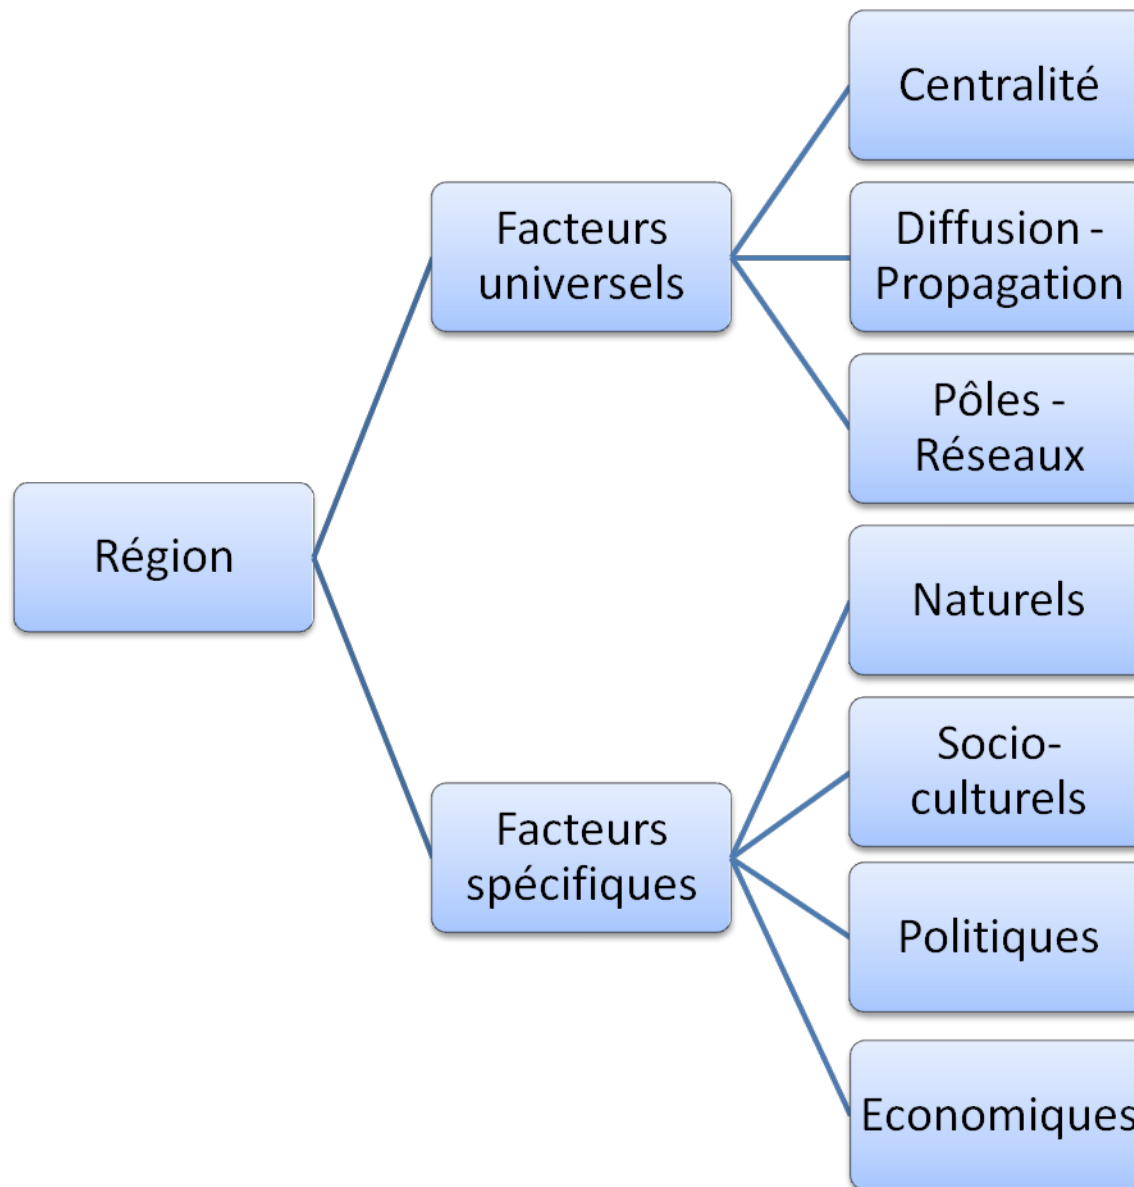 Centralité
Facteurs
universels
Diffusion -
Propagation
Pôles -
Réseaux
Région
Naturels
Socio-
culturels
Facteurs
spécifiques
Politiques
Economiques